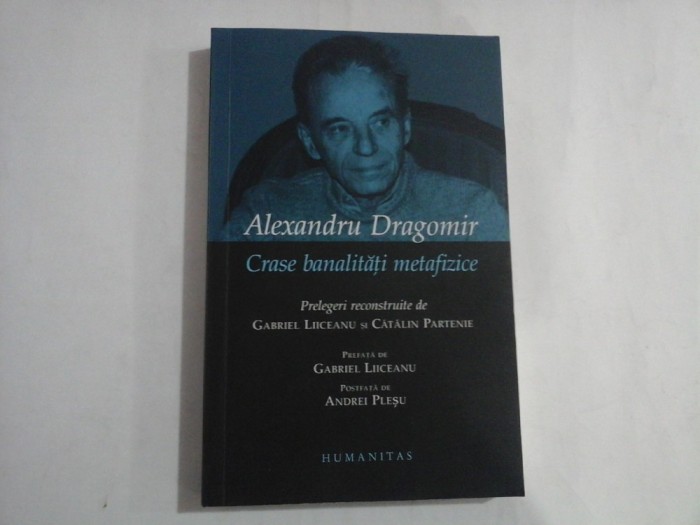 Alexandru Dragomir
Crase banalități metafizice
Prelegeri reconstruite de
GABRIEL LIICEANU ȘI CĂTĂLIN PARTENIE
PREFAȚĂ DE
GABRIEL LIICEANU
POSTFAȚĂ DE
ANDREI PLEȘU
HUMANITAS